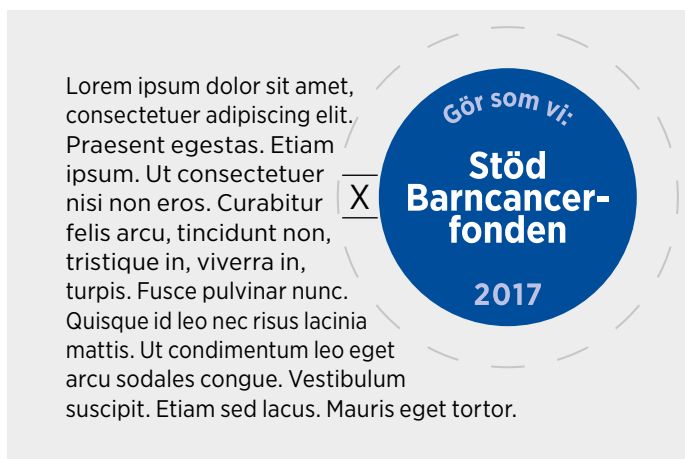 Lorem ipsum dolor sit amet,
consectetuer adipiscing elit.
Praesent egestas. Etiam
ipsum. Ut consectetuer
nisi non eros. Curabitur
felis arcu, tincidunt non,
tristique in, viverra in,
turpis. Fusce pulvinar nunc.
Quisque id leo nec risus lacinia
mattis. Ut condimentum leo eget
arcu sodales congue. Vestibulum
suscipit. Etiam sed lacus. Mauris eget tortor.
X
Gör som vi:
Stöd
Barncancer-
fonden
2017